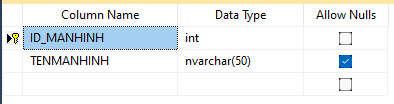 Column Name Data Type Allow Nulls
ID_MANHINH int
TENMANHINH nvarchar(50)